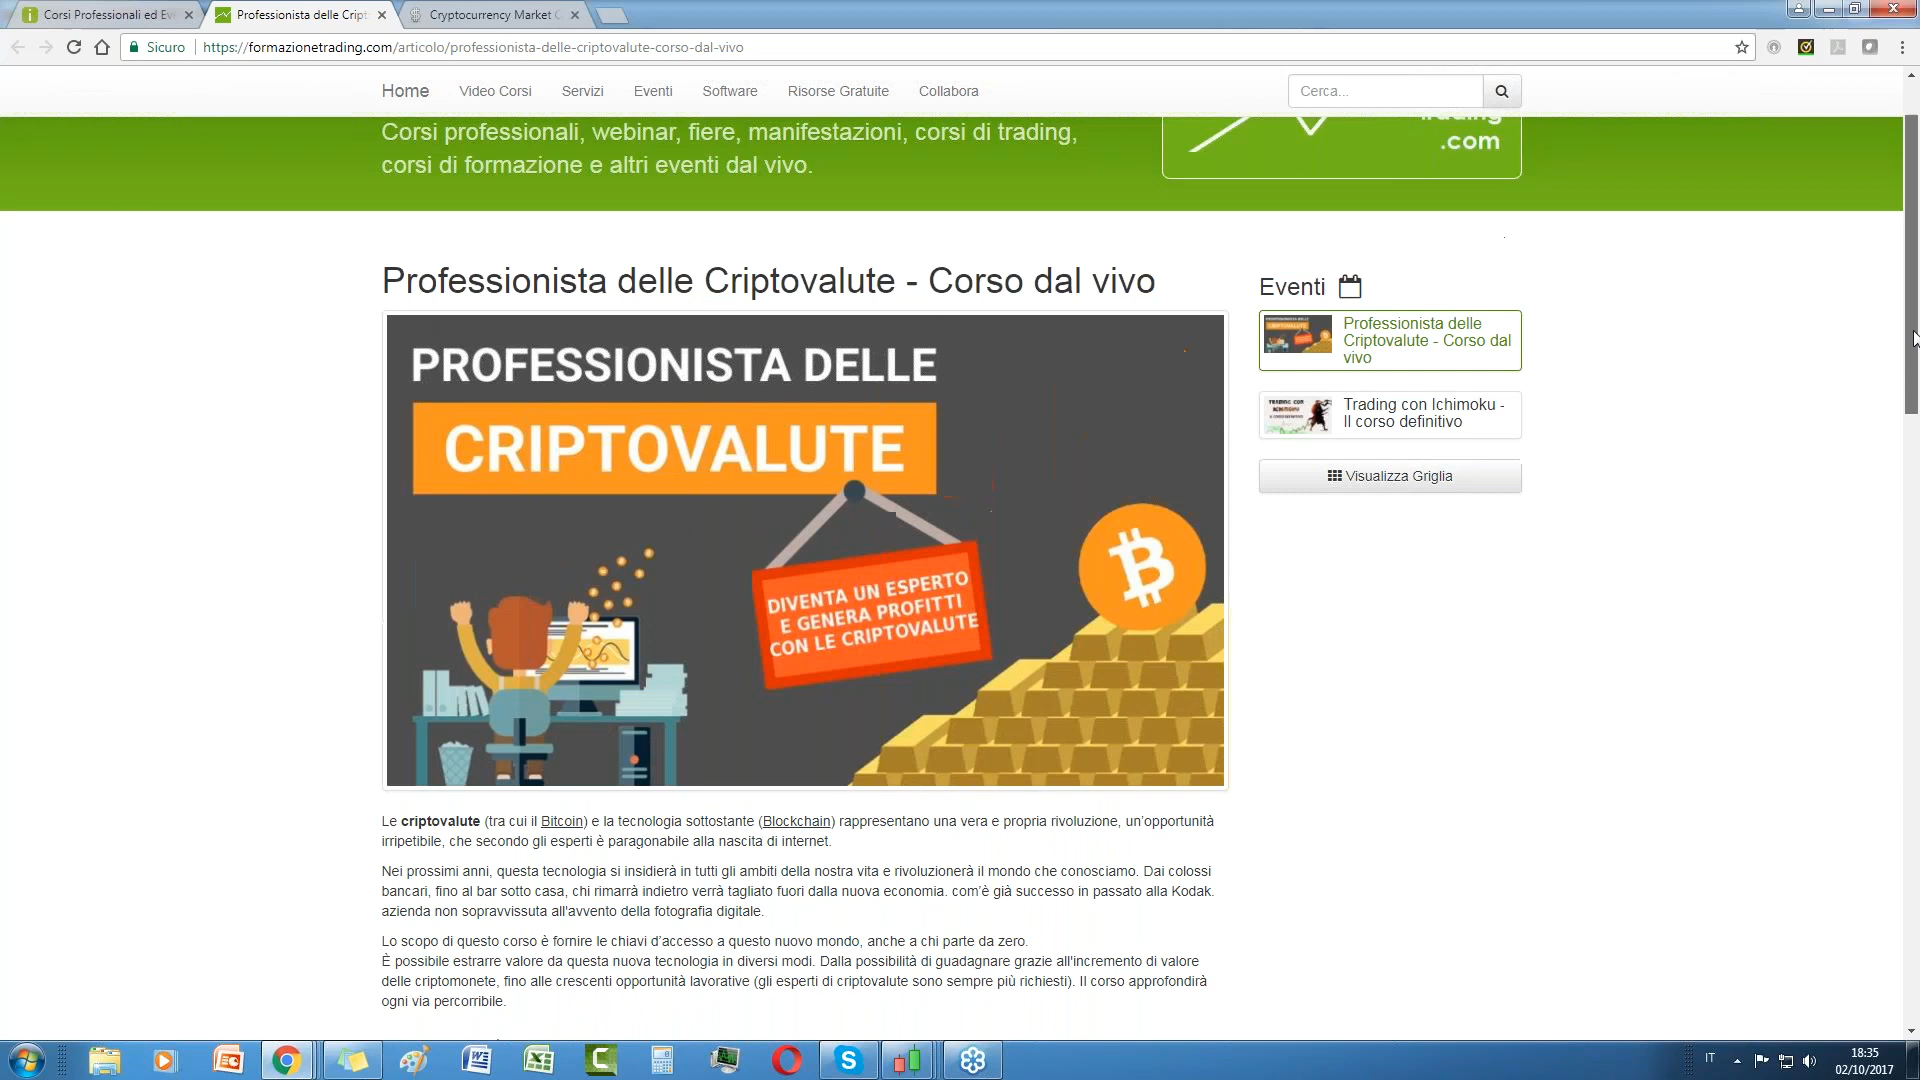 Corsi Professionali ed Ev
Professionista delle Cript
Cryptocurrency Market C
Sicuro
https://formazionetrading.com/articolo/professionista-delle-criptovalute-corso-dal-vivo
Home
Video Corsi
Servizi
Eventi
Software
Risorse Gratuite
Collabora
Cerca...
Corsi professionali, webinar, fiere, manifestazioni, corsi di trading,
corsi di formazione e altri eventi dal vivo.
.com
Professionista delle Criptovalute - Corso dal vivo
PROFESSIONISTA DELLE
CRIPTOVALUTE
DIVENTA UN ESPERTO
E GENERA PROFITTI
CON LE CRIPTOVALUTE
Eventi
Professionista delle
Criptovalute - Corso dal
vivo
TRADING CON
ICHIMOKU
Trading con Ichimoku -
Il corso definitivo
Visualizza Griglia
Le criptovalute (tra cui il Bitcoin) e la tecnologia sottostante (Blockchain) rappresentano una vera e propria rivoluzione, un'opportunità
irripetibile, che secondo gli esperti è paragonabile alla nascita di internet.
Nei prossimi anni, questa tecnologia si insidierà in tutti gli ambiti della nostra vita e rivoluzionerà il mondo che conosciamo. Dai colossi
bancari, fino al bar sotto casa, chi rimarrà indietro verrà tagliato fuori dalla nuova economia. com'è già successo in passato alla Kodak.
azienda non sopravvissuta all'avvento della fotografia digitale.
Lo scopo di questo corso è fornire le chiavi d'accesso a questo nuovo mondo, anche a chi parte da zero.
È possibile estrarre valore da questa nuova tecnologia in diversi modi. Dalla possibilità di guadagnare grazie all'incremento di valore
delle criptomonete, fino alle crescenti opportunità lavorative (gli esperti di criptovalute sono sempre più richiesti). Il corso approfondirà
ogni via percorribile.
IT
18:35
02/10/2017